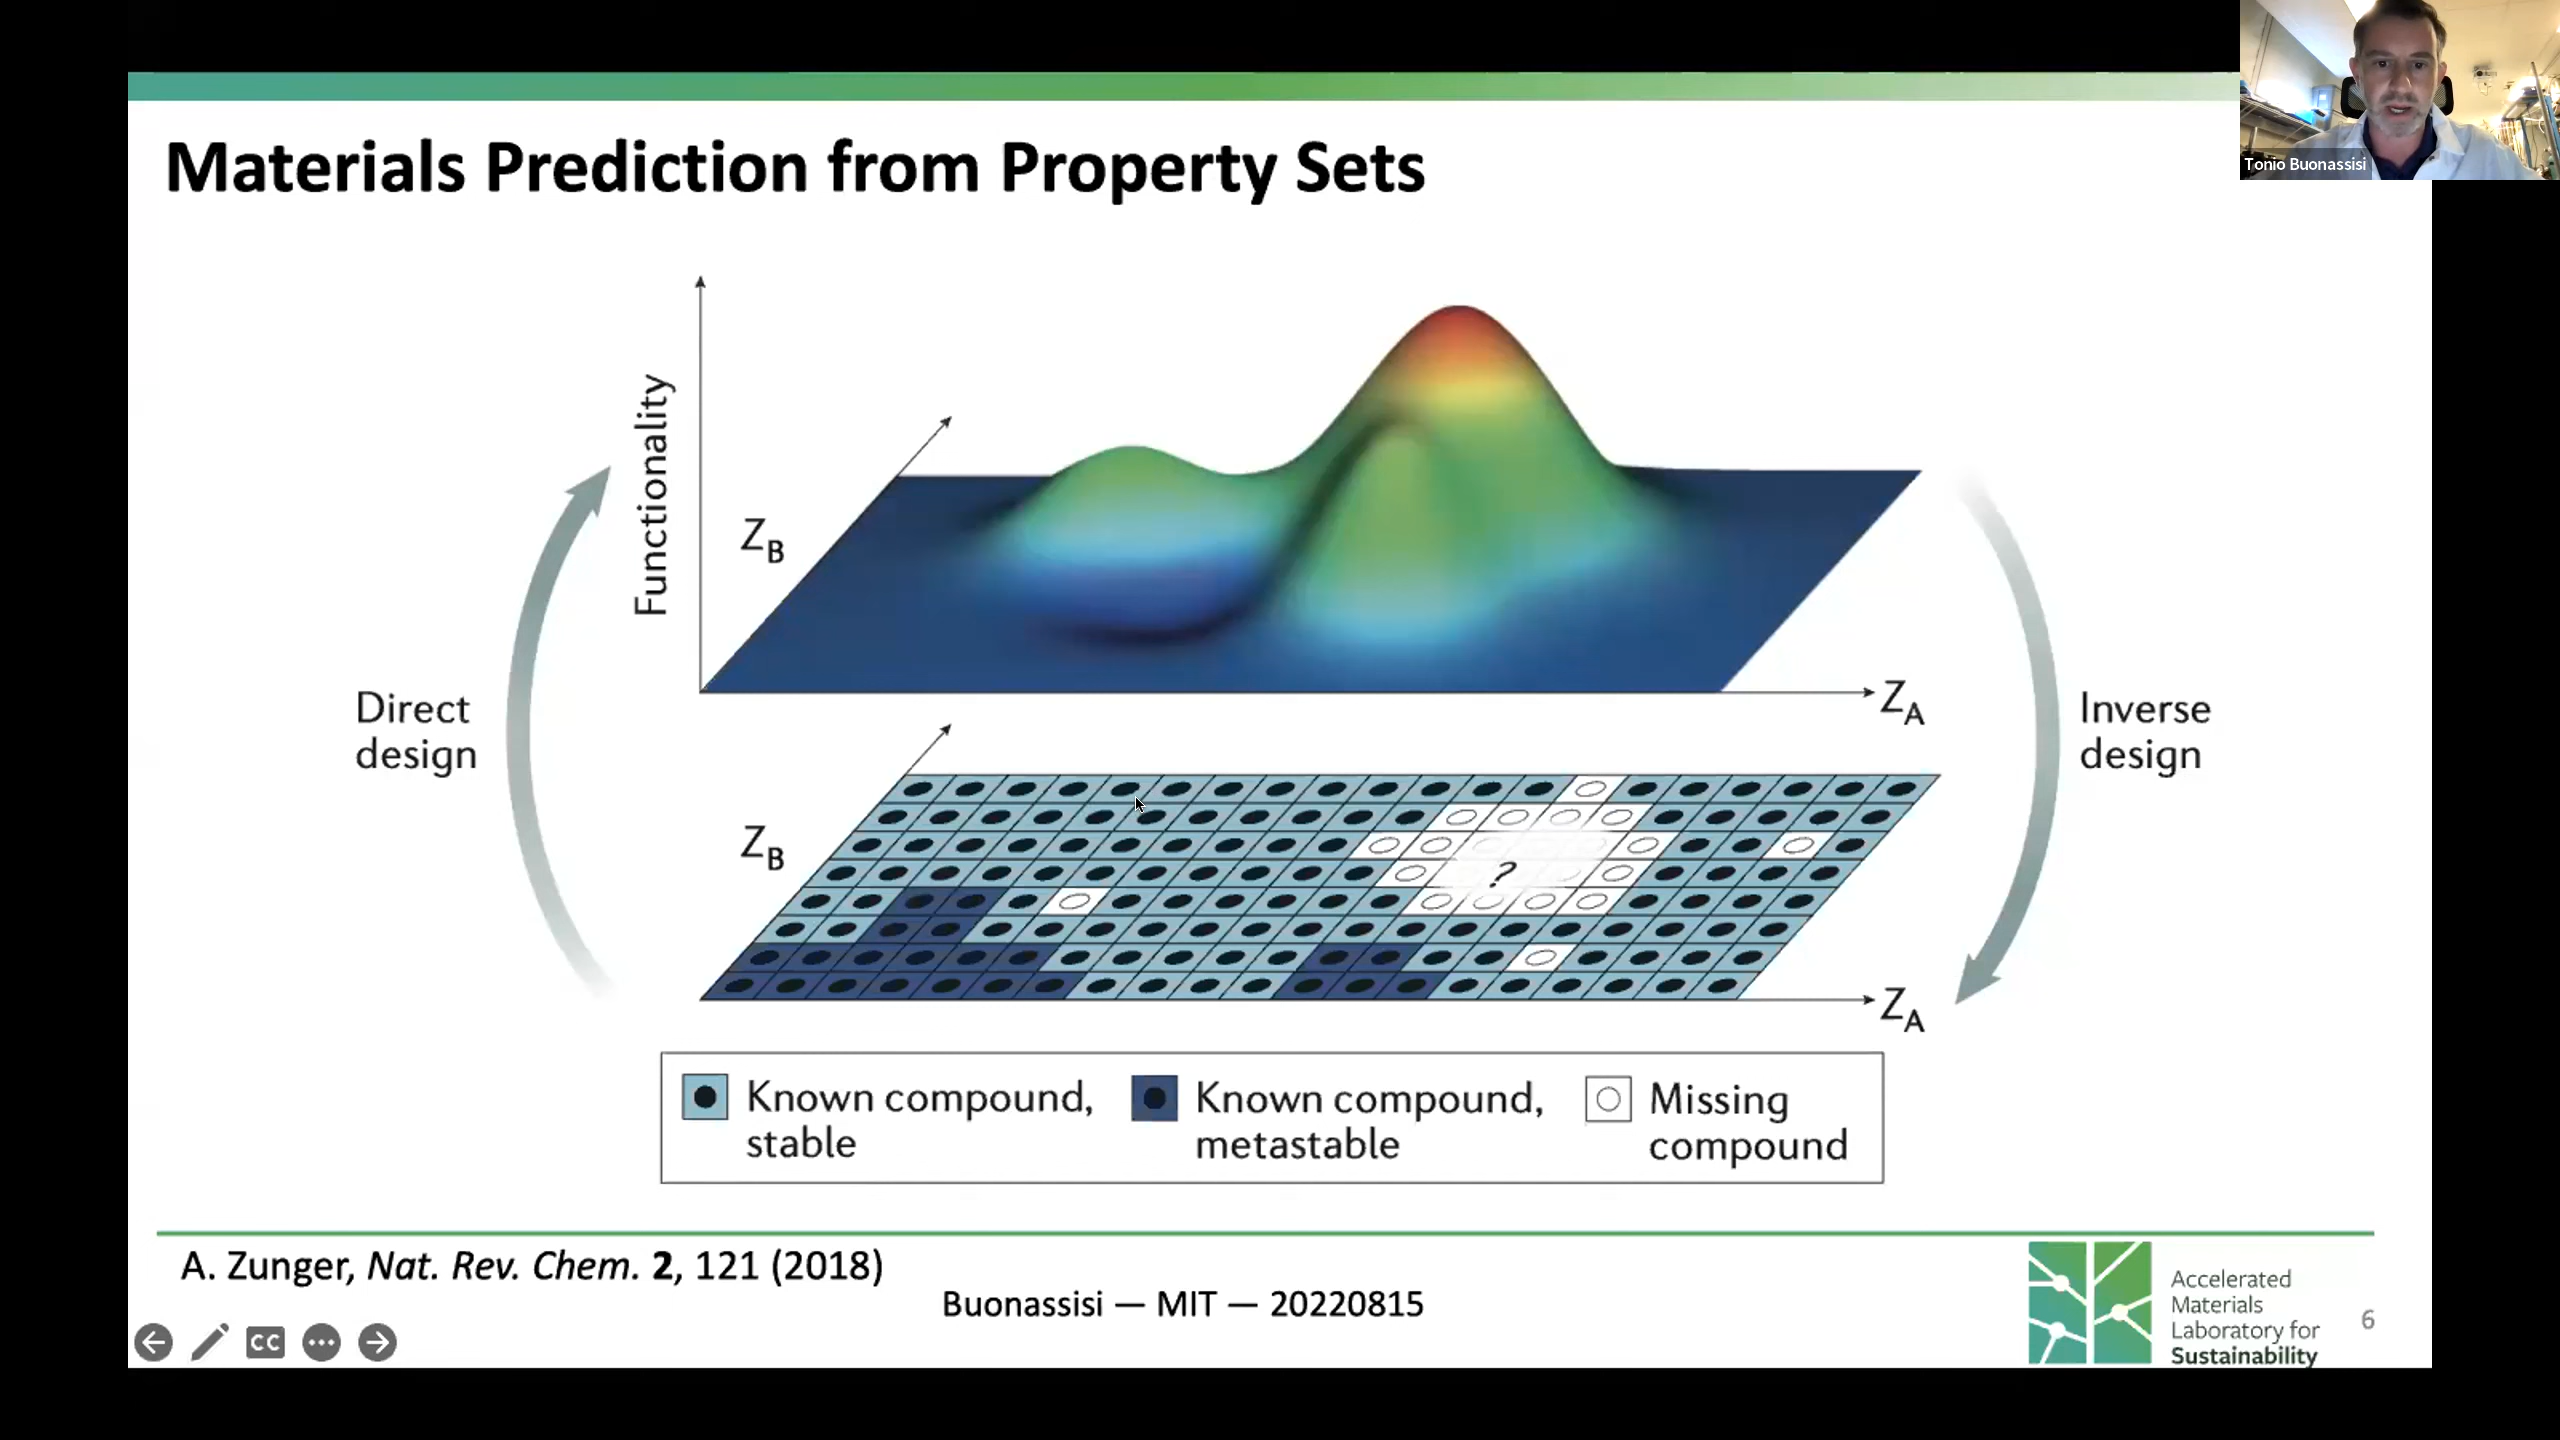 Tonio Buonassisi
Materials Prediction from Property Sets
Functionality
Z_B
Z_A
Direct
design
Inverse
design
Z_B
?
Z_A
Known compound,
stable
Known compound,
metastable
Missing
compound
A. Zunger, Nat. Rev. Chem. 2, 121 (2018)
Buonassisi — MIT — 20220815
Accelerated
Materials
Laboratory for
Sustainability
6
CC